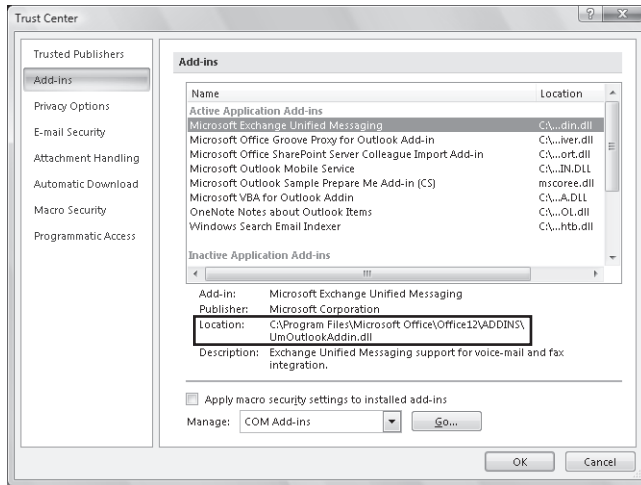 Trust Center
Trusted Publishers
Add-ins
Privacy Options
E-mail Security
Attachment Handling
Automatic Download
Macro Security
Programmatic Access
Add-ins
Name Location
Active Application Add-ins
Microsoft Exchange Unified Messaging C:\...din.dll
Microsoft Office Groove Proxy for Outlook Add-in C:\...iver.dll
Microsoft Office SharePoint Server Colleague Import Add-in C:\...ort.dll
Microsoft Outlook Mobile Service C:\...IN.DLL
Microsoft Outlook Sample Prepare Me Add-in (CS) mscoree.dll
Microsoft VBA for Outlook Addin C:\...A.DLL
OneNote Notes about Outlook Items C:\...OL.dll
Windows Search Email Indexer C:\...htb.dll
Inactive Application Add-ins
Add-in: Microsoft Exchange Unified Messaging
Publisher: Microsoft Corporation
Location: C:\Program Files\Microsoft Office\Office12\ADDINS\
UmOutlookAddin.dll
Description: Exchange Unified Messaging support for voice-mail and fax
integration.
Apply macro security settings to installed add-ins
Manage: COM Add-ins Go...
OK Cancel